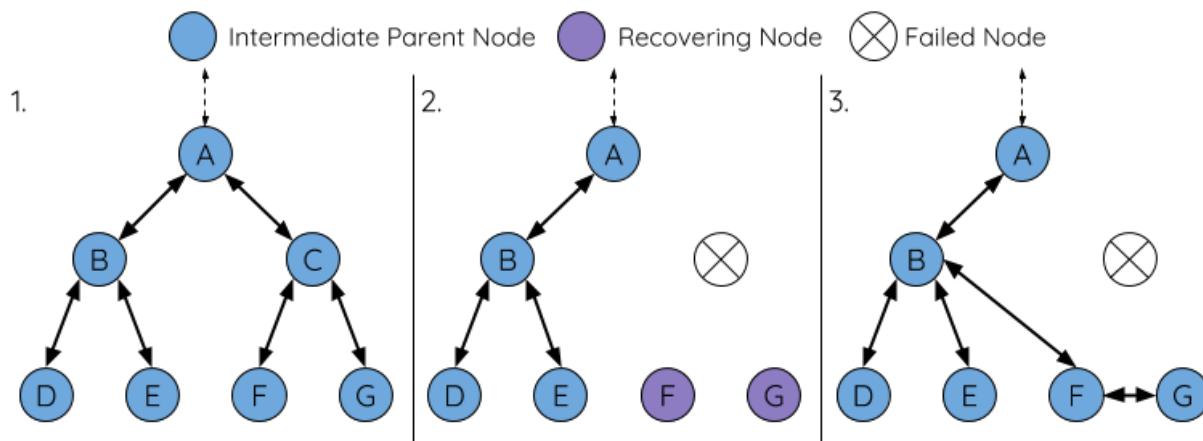 Intermediate Parent Node Recovering Node Failed Node
1. 2. 3.
A A A
B C B B
D E F G D E F G D E F G